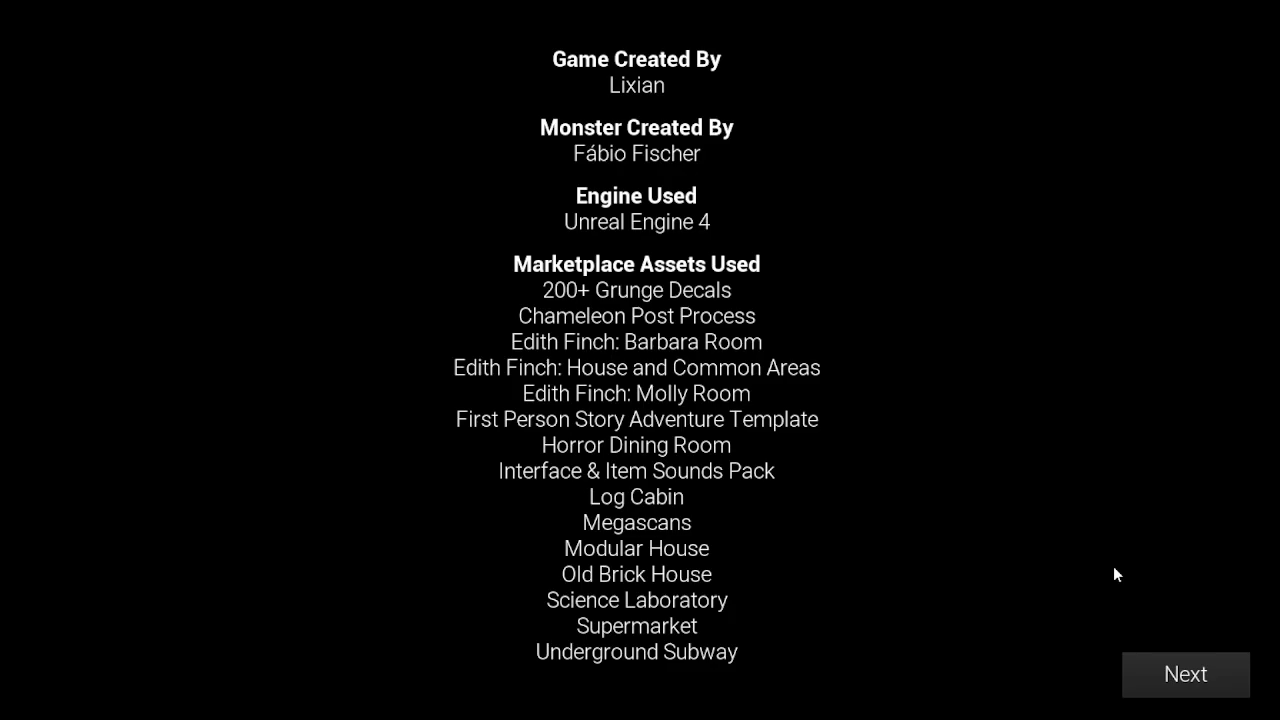 Game Created By
Lixian
Monster Created By
Fábio Fischer
Engine Used
Unreal Engine 4
Marketplace Assets Used
200+ Grunge Decals
Chameleon Post Process
Edith Finch: Barbara Room
Edith Finch: House and Common Areas
Edith Finch: Molly Room
First Person Story Adventure Template
Horror Dining Room
Interface & Item Sounds Pack
Log Cabin
Megascans
Modular House
Old Brick House
Science Laboratory
Supermarket
Underground Subway
Next